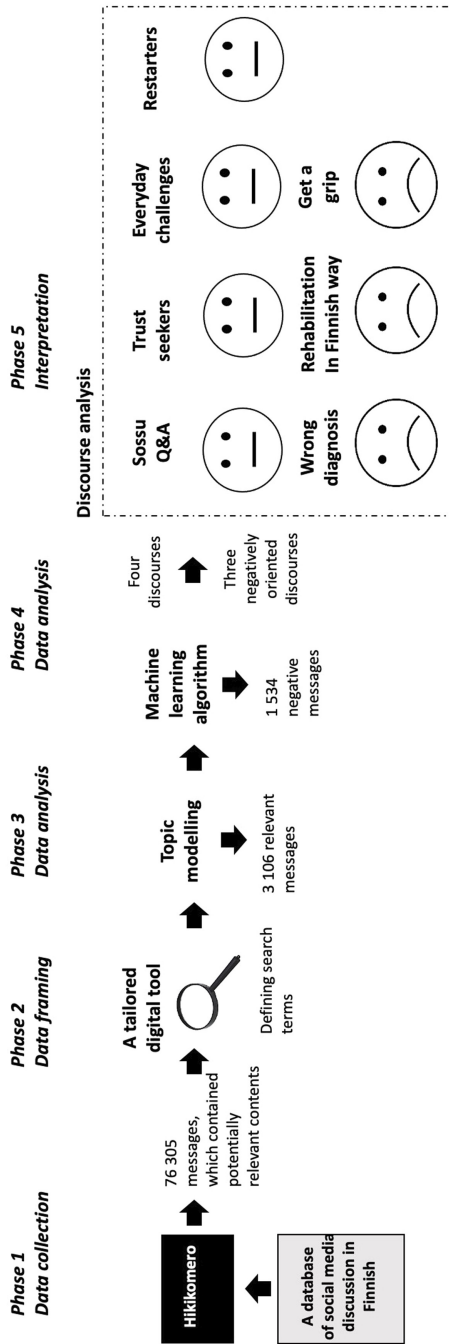 Phase 1
Data collection
Phase 2
Data framing
Phase 3
Data analysis
Phase 4
Data analysis
Phase 5
Interpretation
Hikikomero
A database
of social media
discussion in
Finnish
76 305
messages,
which contained
potentially
relevant contents
A tailored
digital tool
Defining search
terms
Topic
modelling
3 106 relevant
messages
Machine
learning
algorithm
1 534
negative
messages
Four
discourses
Three
negatively
oriented
discourses
Discourse analysis
Sossu
Q&A
Trust
seekers
Everyday
challenges
Restarters
Wrong
diagnosis
Rehabilitation
In Finnish way
Get a
grip